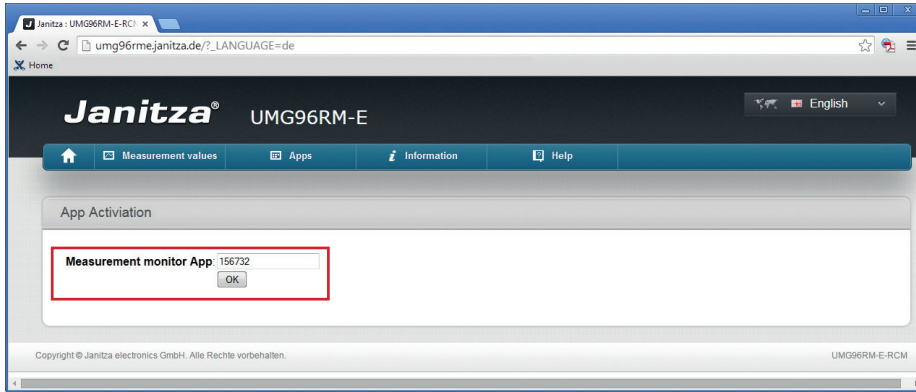 Janitza : UMG96RM-E-RCM
umg96rme.janitza.de/?_LANGUAGE=de
Home
Janitza® UMG96RM-E
English
Measurement values Apps Information Help
App Activiation
Measurement monitor App: 156732
OK
Copyright © Janitza electronics GmbH. Alle Rechte vorbehalten. UMG96RM-E-RCM